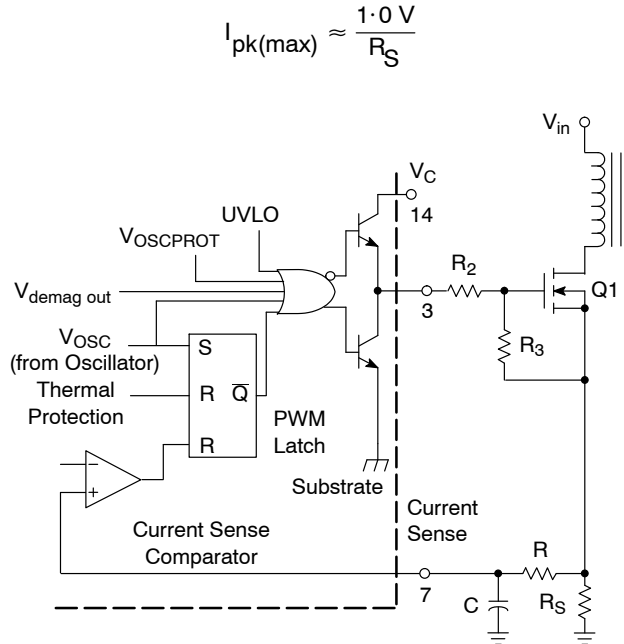 Ipk(max) ≈ 1·0 V / RS
Vin
VC
14
UVLO
VOSCPROT
Vdemag out
VOSC
(from Oscillator)
Thermal
Protection
S
R Q̅
R
PWM
Latch
3
R2
Q1
R3
Substrate
−
+
Current Sense
Comparator
Current
Sense
7
R
C
RS